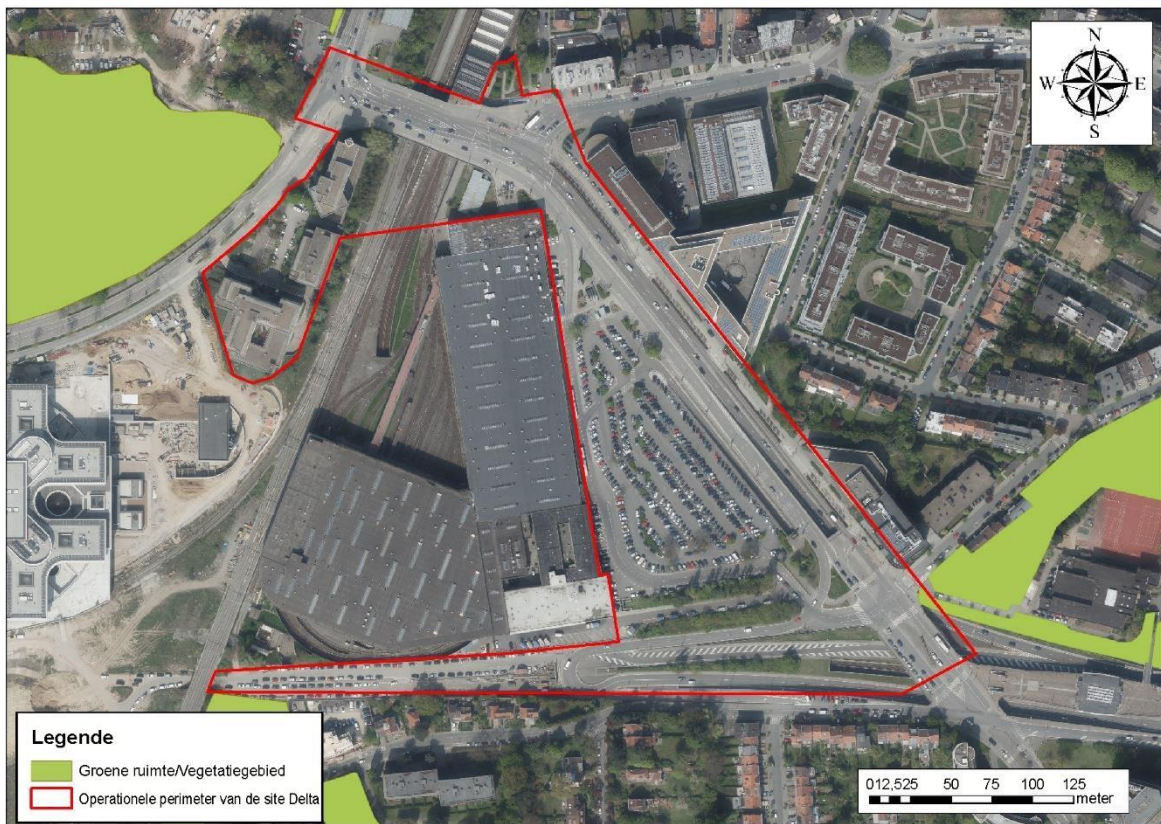 N
W E
S
Legende
Groene ruimte/Vegetatiegebied
Operationele perimeter van de site Delta
012,525 50 75 100 125
meter